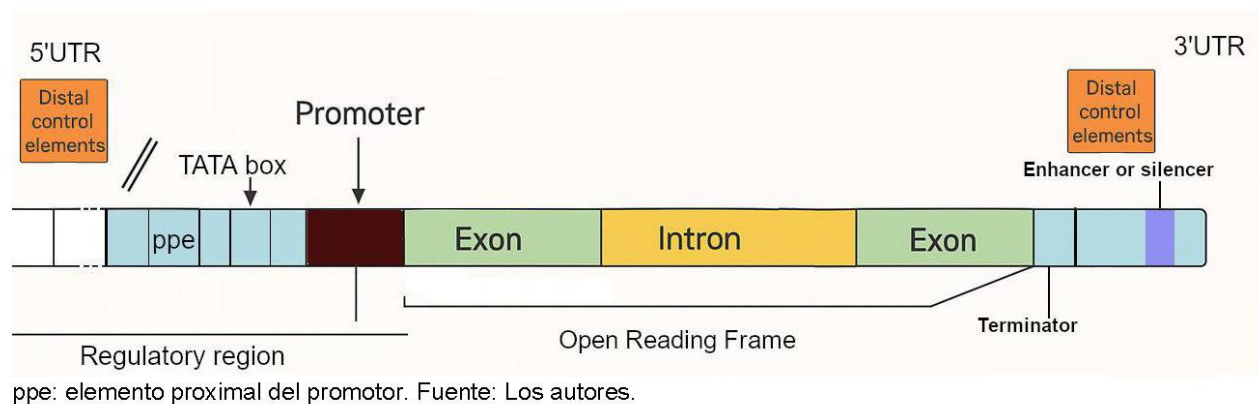 5'UTR
3'UTR
Distal
control
elements
Distal
control
elements
Promoter
TATA box
Enhancer or silencer
ppe
Exon
Intron
Exon
Terminator
Open Reading Frame
Regulatory region
ppe: elemento proximal del promotor. Fuente: Los autores.